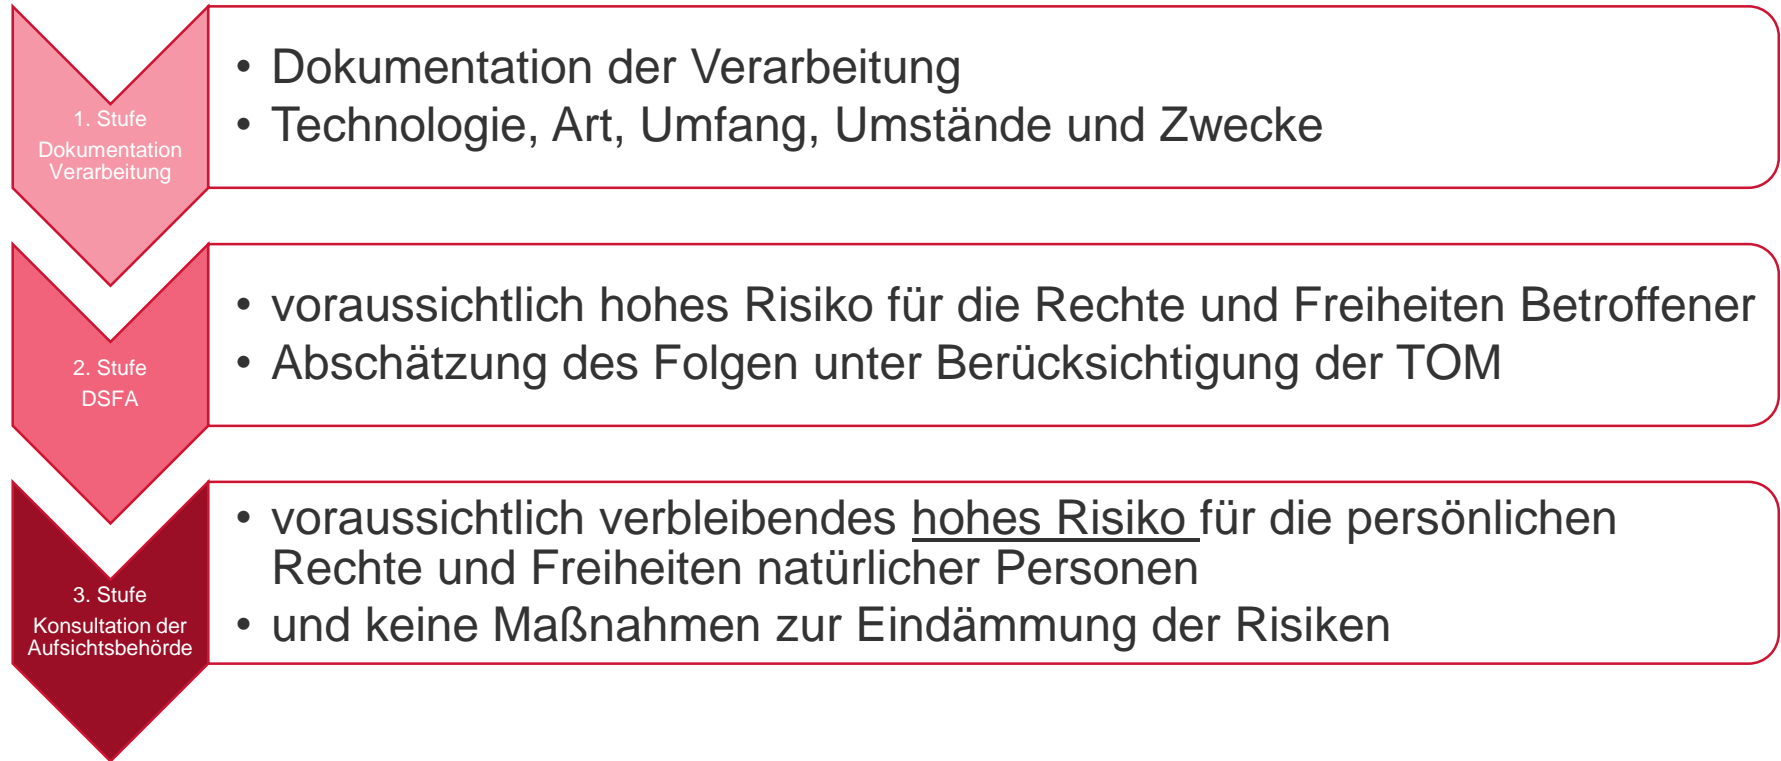 1. Stufe
Dokumentation
Verarbeitung
• Dokumentation der Verarbeitung
• Technologie, Art, Umfang, Umstände und Zwecke
2. Stufe
DSFA
• voraussichtlich hohes Risiko für die Rechte und Freiheiten Betroffener
• Abschätzung des Folgen unter Berücksichtigung der TOM
3. Stufe
Konsultation der
Aufsichtsbehörde
• voraussichtlich verbleibendes hohes Risiko für die persönlichen
Rechte und Freiheiten natürlicher Personen
• und keine Maßnahmen zur Eindämmung der Risiken